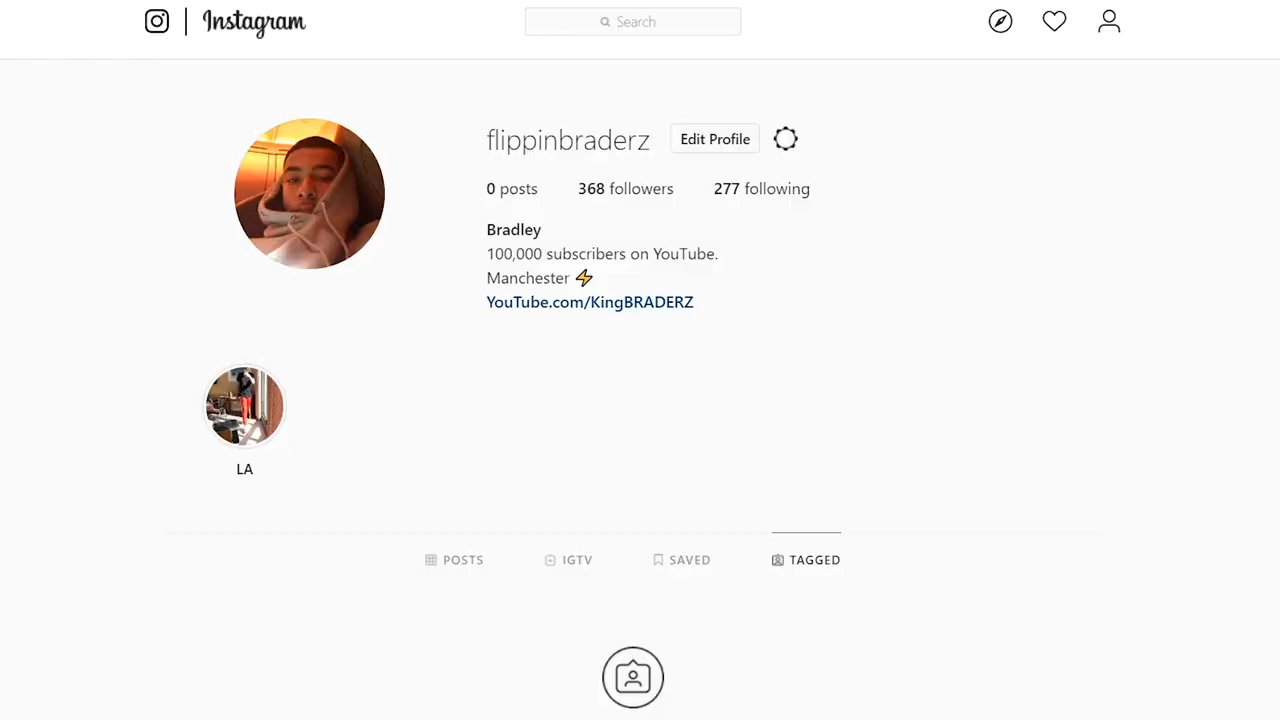 Instagram
Search
flippinbraderz Edit Profile
0 posts 368 followers 277 following
Bradley
100,000 subscribers on YouTube.
Manchester ⚡
YouTube.com/KingBRADERZ
LA
POSTS IGTV SAVED TAGGED